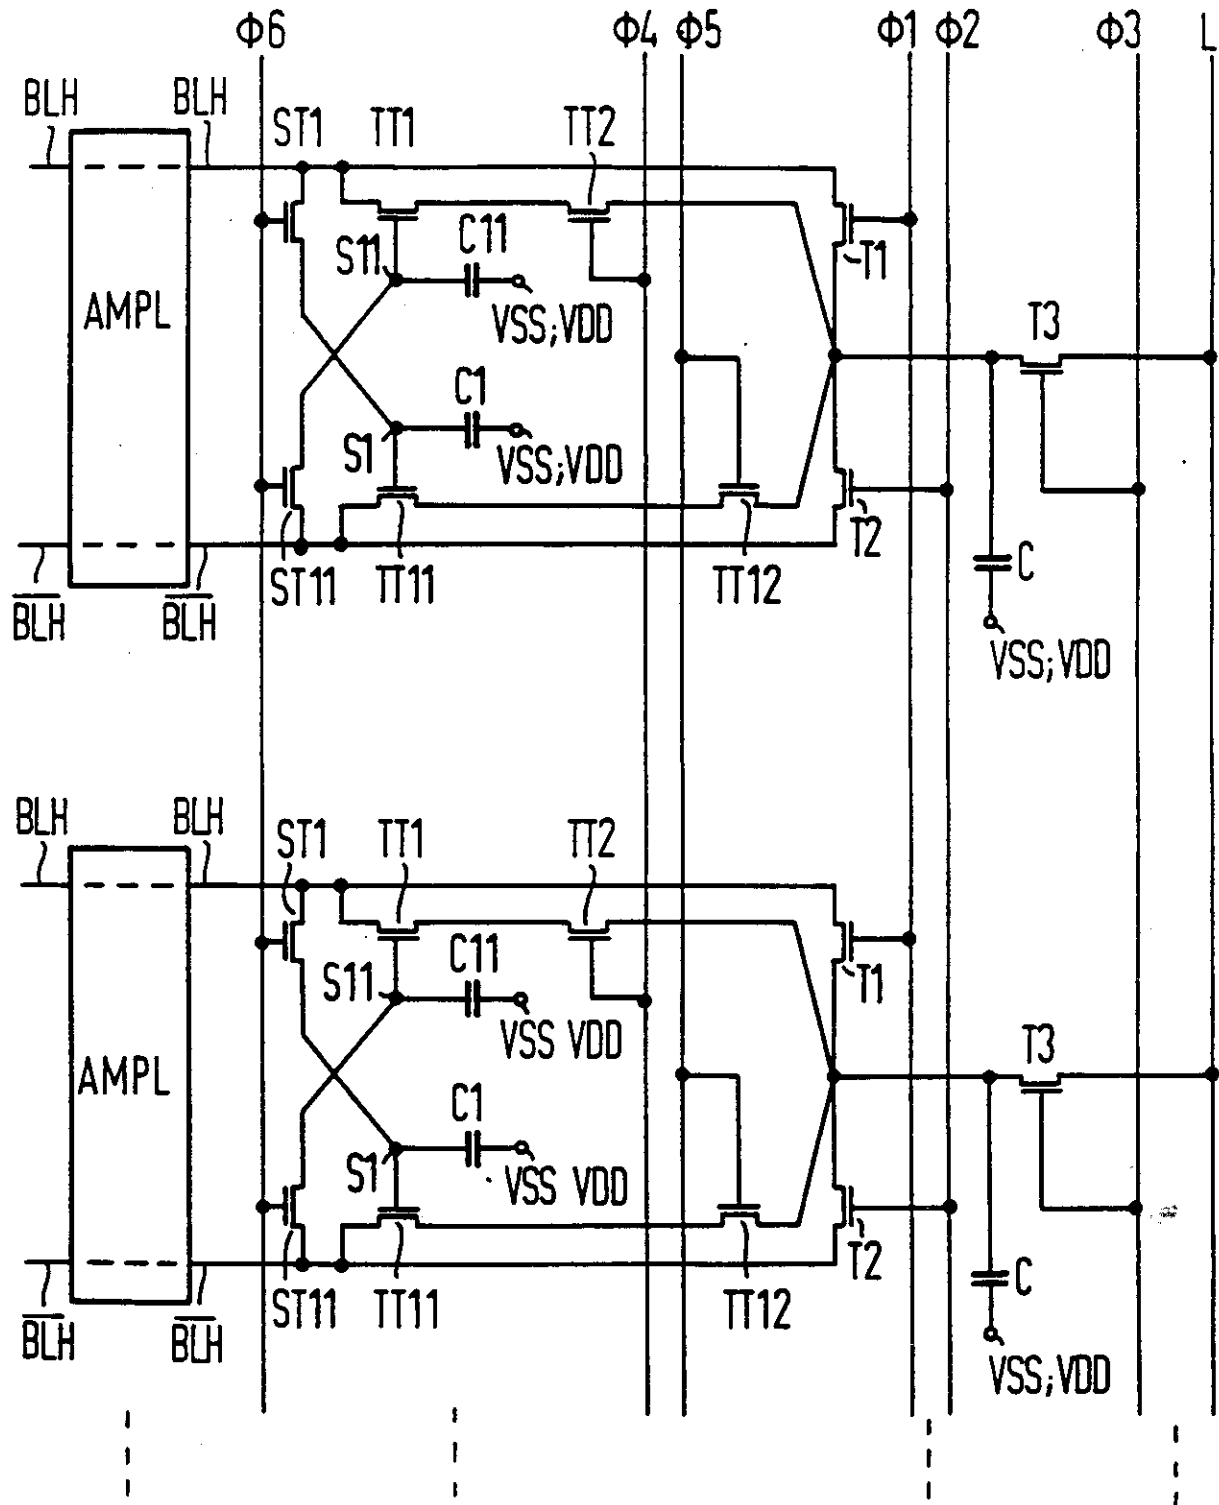 Φ6 Φ4 Φ5 Φ1 Φ2 Φ3 L
BLH BLH ST1 TT1 TT2
C11
S11 T1
VSS;VDD
AMPL T3
C1
S1 VSS;VDD
T2
C
ST11 TT11 TT12
B̅L̅H̅ B̅L̅H̅
VSS;VDD
BLH BLH ST1 TT1 TT2
C11
S11 T1
VSS VDD
AMPL T3
C1
S1 VSS VDD
T2
C
ST11 TT11 TT12
B̅L̅H̅ B̅L̅H̅
VSS;VDD